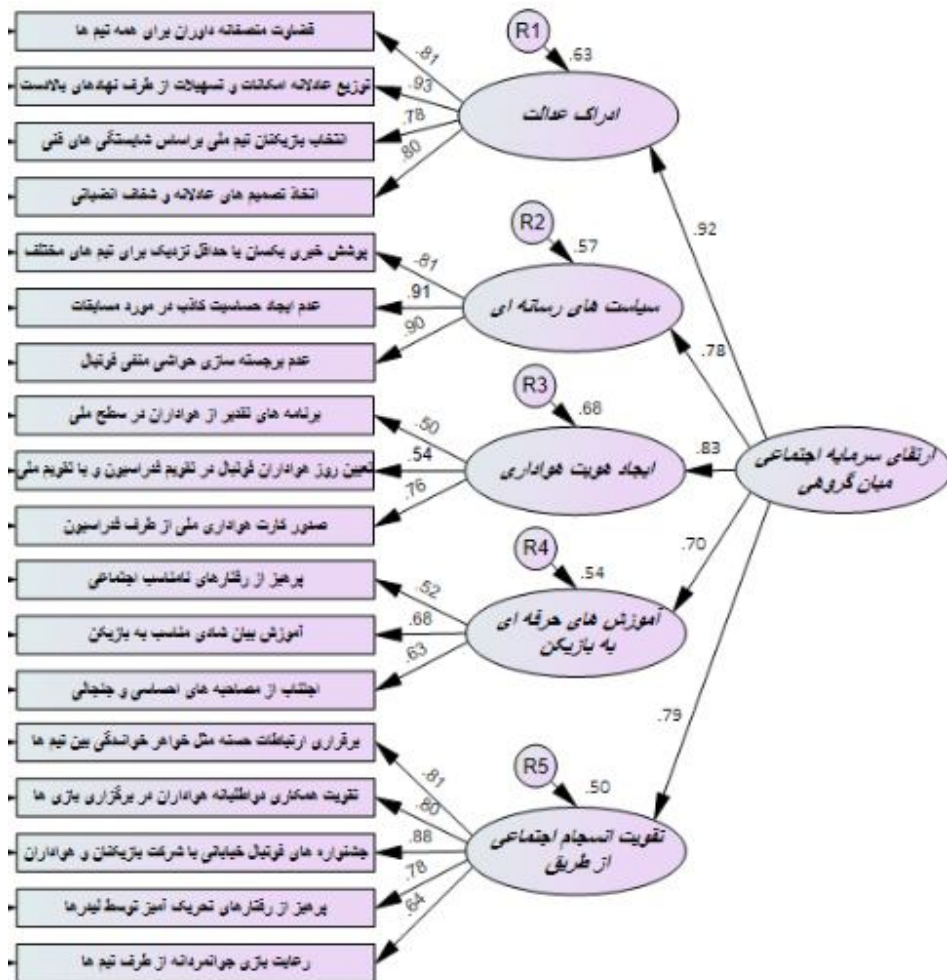 قضاوت منصفانه داوران برای همه تیم ها
توزیع عادلانه امکانات و تسهیلات از طرف نهادهای بالادست
انتخاب بازیکنان تیم ملی براساس شایستگی های فنی
اتخاذ تصمیم های عادلانه و شفاف انضباتی
.81
.93
.78
.80
R1
.63
ادراک عدالت
.92
پوشش خبری یکسان یا حداقل نزدیک برای تیم های مختلف
عدم ایجاد حساسیت کاذب در مورد مسابقات
عدم برجسته سازی حواشی منفی فوتبال
.81
.91
.90
R2
.57
سیاست های رسانه ای
.78
برنامه های تقدیر از هواداران در سطح ملی
تعیین روز هواداران فوتبال در تقویم فدراسیون و یا تقویم ملی
صدور کارت هواداری ملی از طرف فدراسیون
.50
.54
.76
R3
.68
ایجاد هویت هواداری
.83
ارتقای سرمایه اجتماعی
میان گروهی
پرهیز از رفتارهای نامناسب اجتماعی
آموزش بیان شادی مناسب به بازیکن
اجتناب از مصاحبه های احساسی و جنجالی
.52
.68
.63
R4
.54
آموزش های حرفه ای
به بازیکن
.70
برقراری ارتباطات حسنه مثل خواهر خواندگی بین تیم ها
تقویت همکاری دواطلبانه هواداران در برگزاری بازی ها
جشنواره های فوتبال خیابانی با شرکت بازیکنان و هواداران
پرهیز از رفتارهای تحریک آمیز توسط لیدرها
رعایت بازی جوانمردانه از طرف تیم ها
.81
.80
.88
.78
.64
R5
.50
تقویت انسجام اجتماعی
از طریق
.79